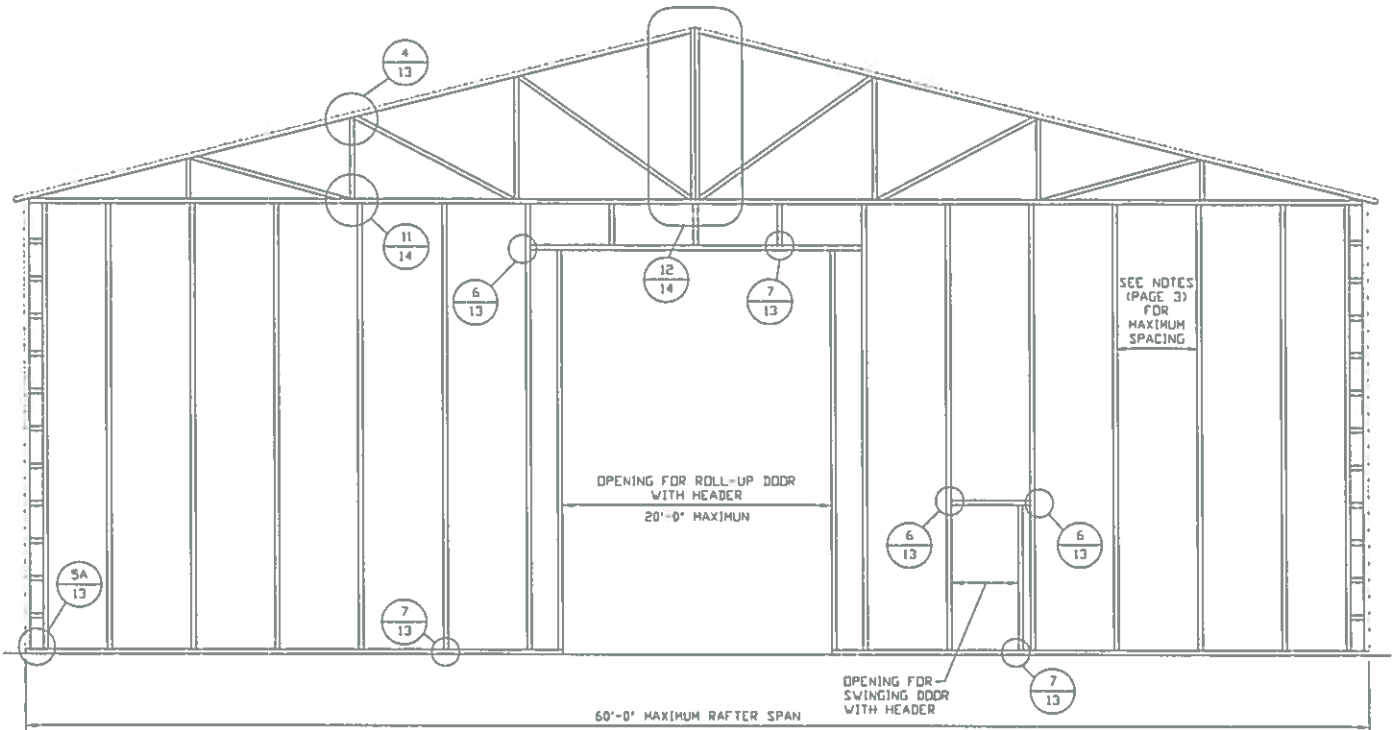 4
13
11
14
6
13
12
14
7
13
SEE NOTES
(PAGE 3)
FOR
MAXIMUM
SPACING
OPENING FOR ROLL-UP DOOR
WITH HEADER
20'-0" MAXIMUN
6
13
6
13
5A
13
7
13
7
13
OPENING FOR
SWINGING DOOR
WITH HEADER
60'-0" MAXIMUM RAFTER SPAN